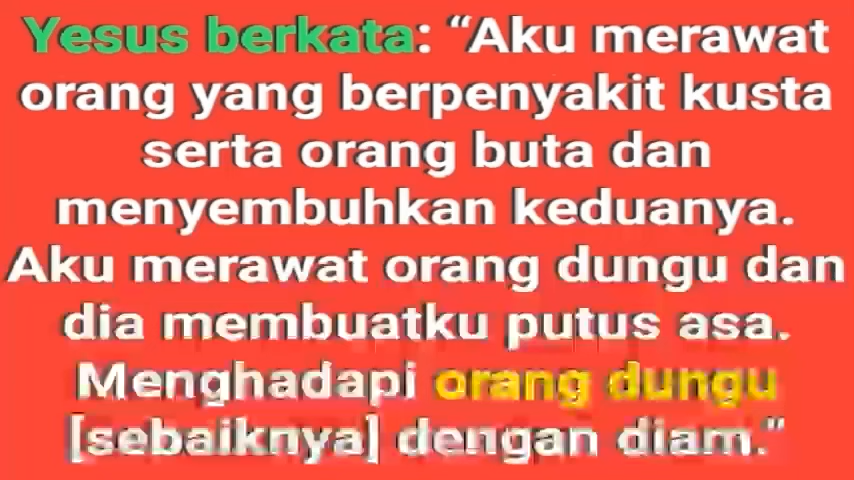 Yesus berkata: “Aku merawat
orang yang berpenyakit kusta
serta orang buta dan
menyembuhkan keduanya.
Aku merawat orang dungu dan
dia membuatku putus asa.
Menghadapi orang dungu
[sebaiknya] dengan diam.”